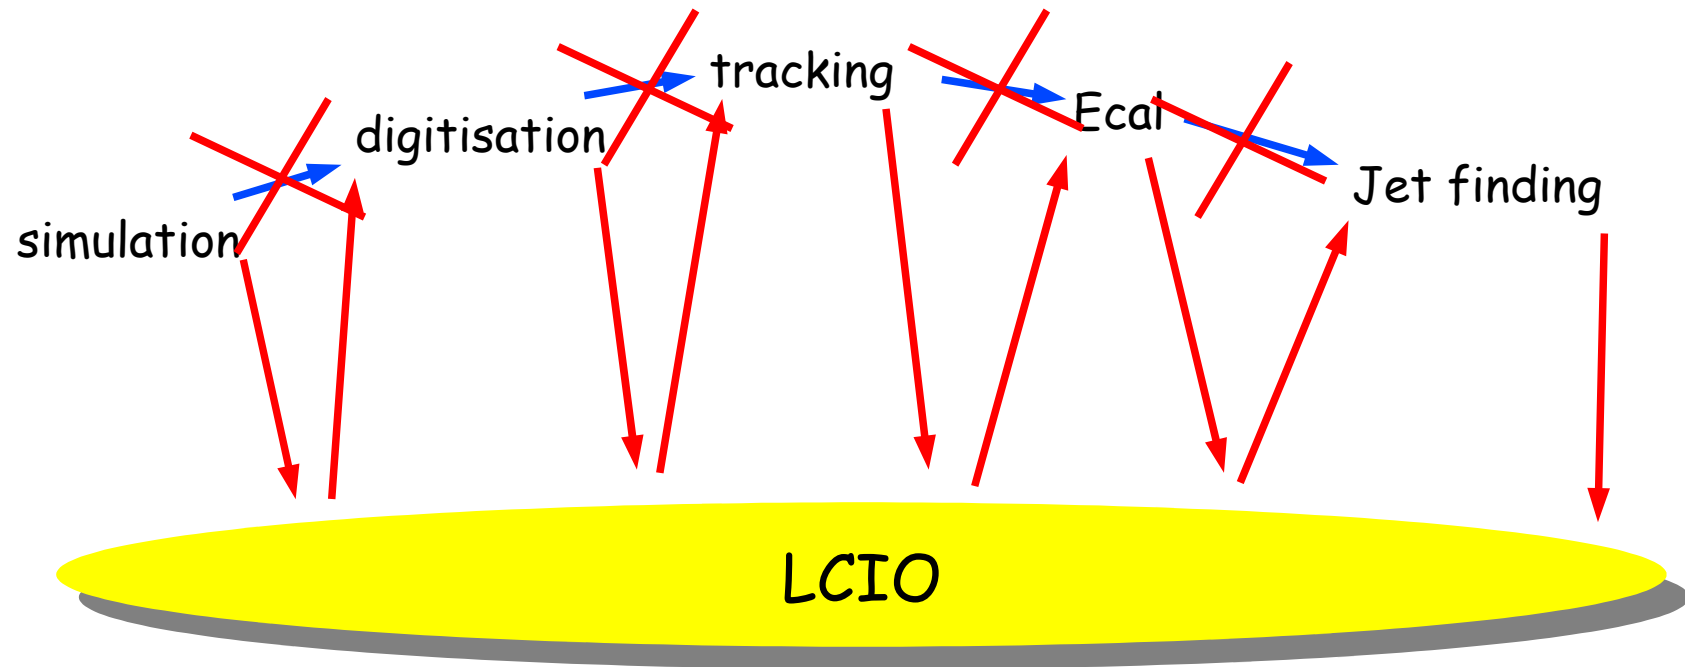 simulation
digitisation
tracking
Ecal
Jet finding
LCIO